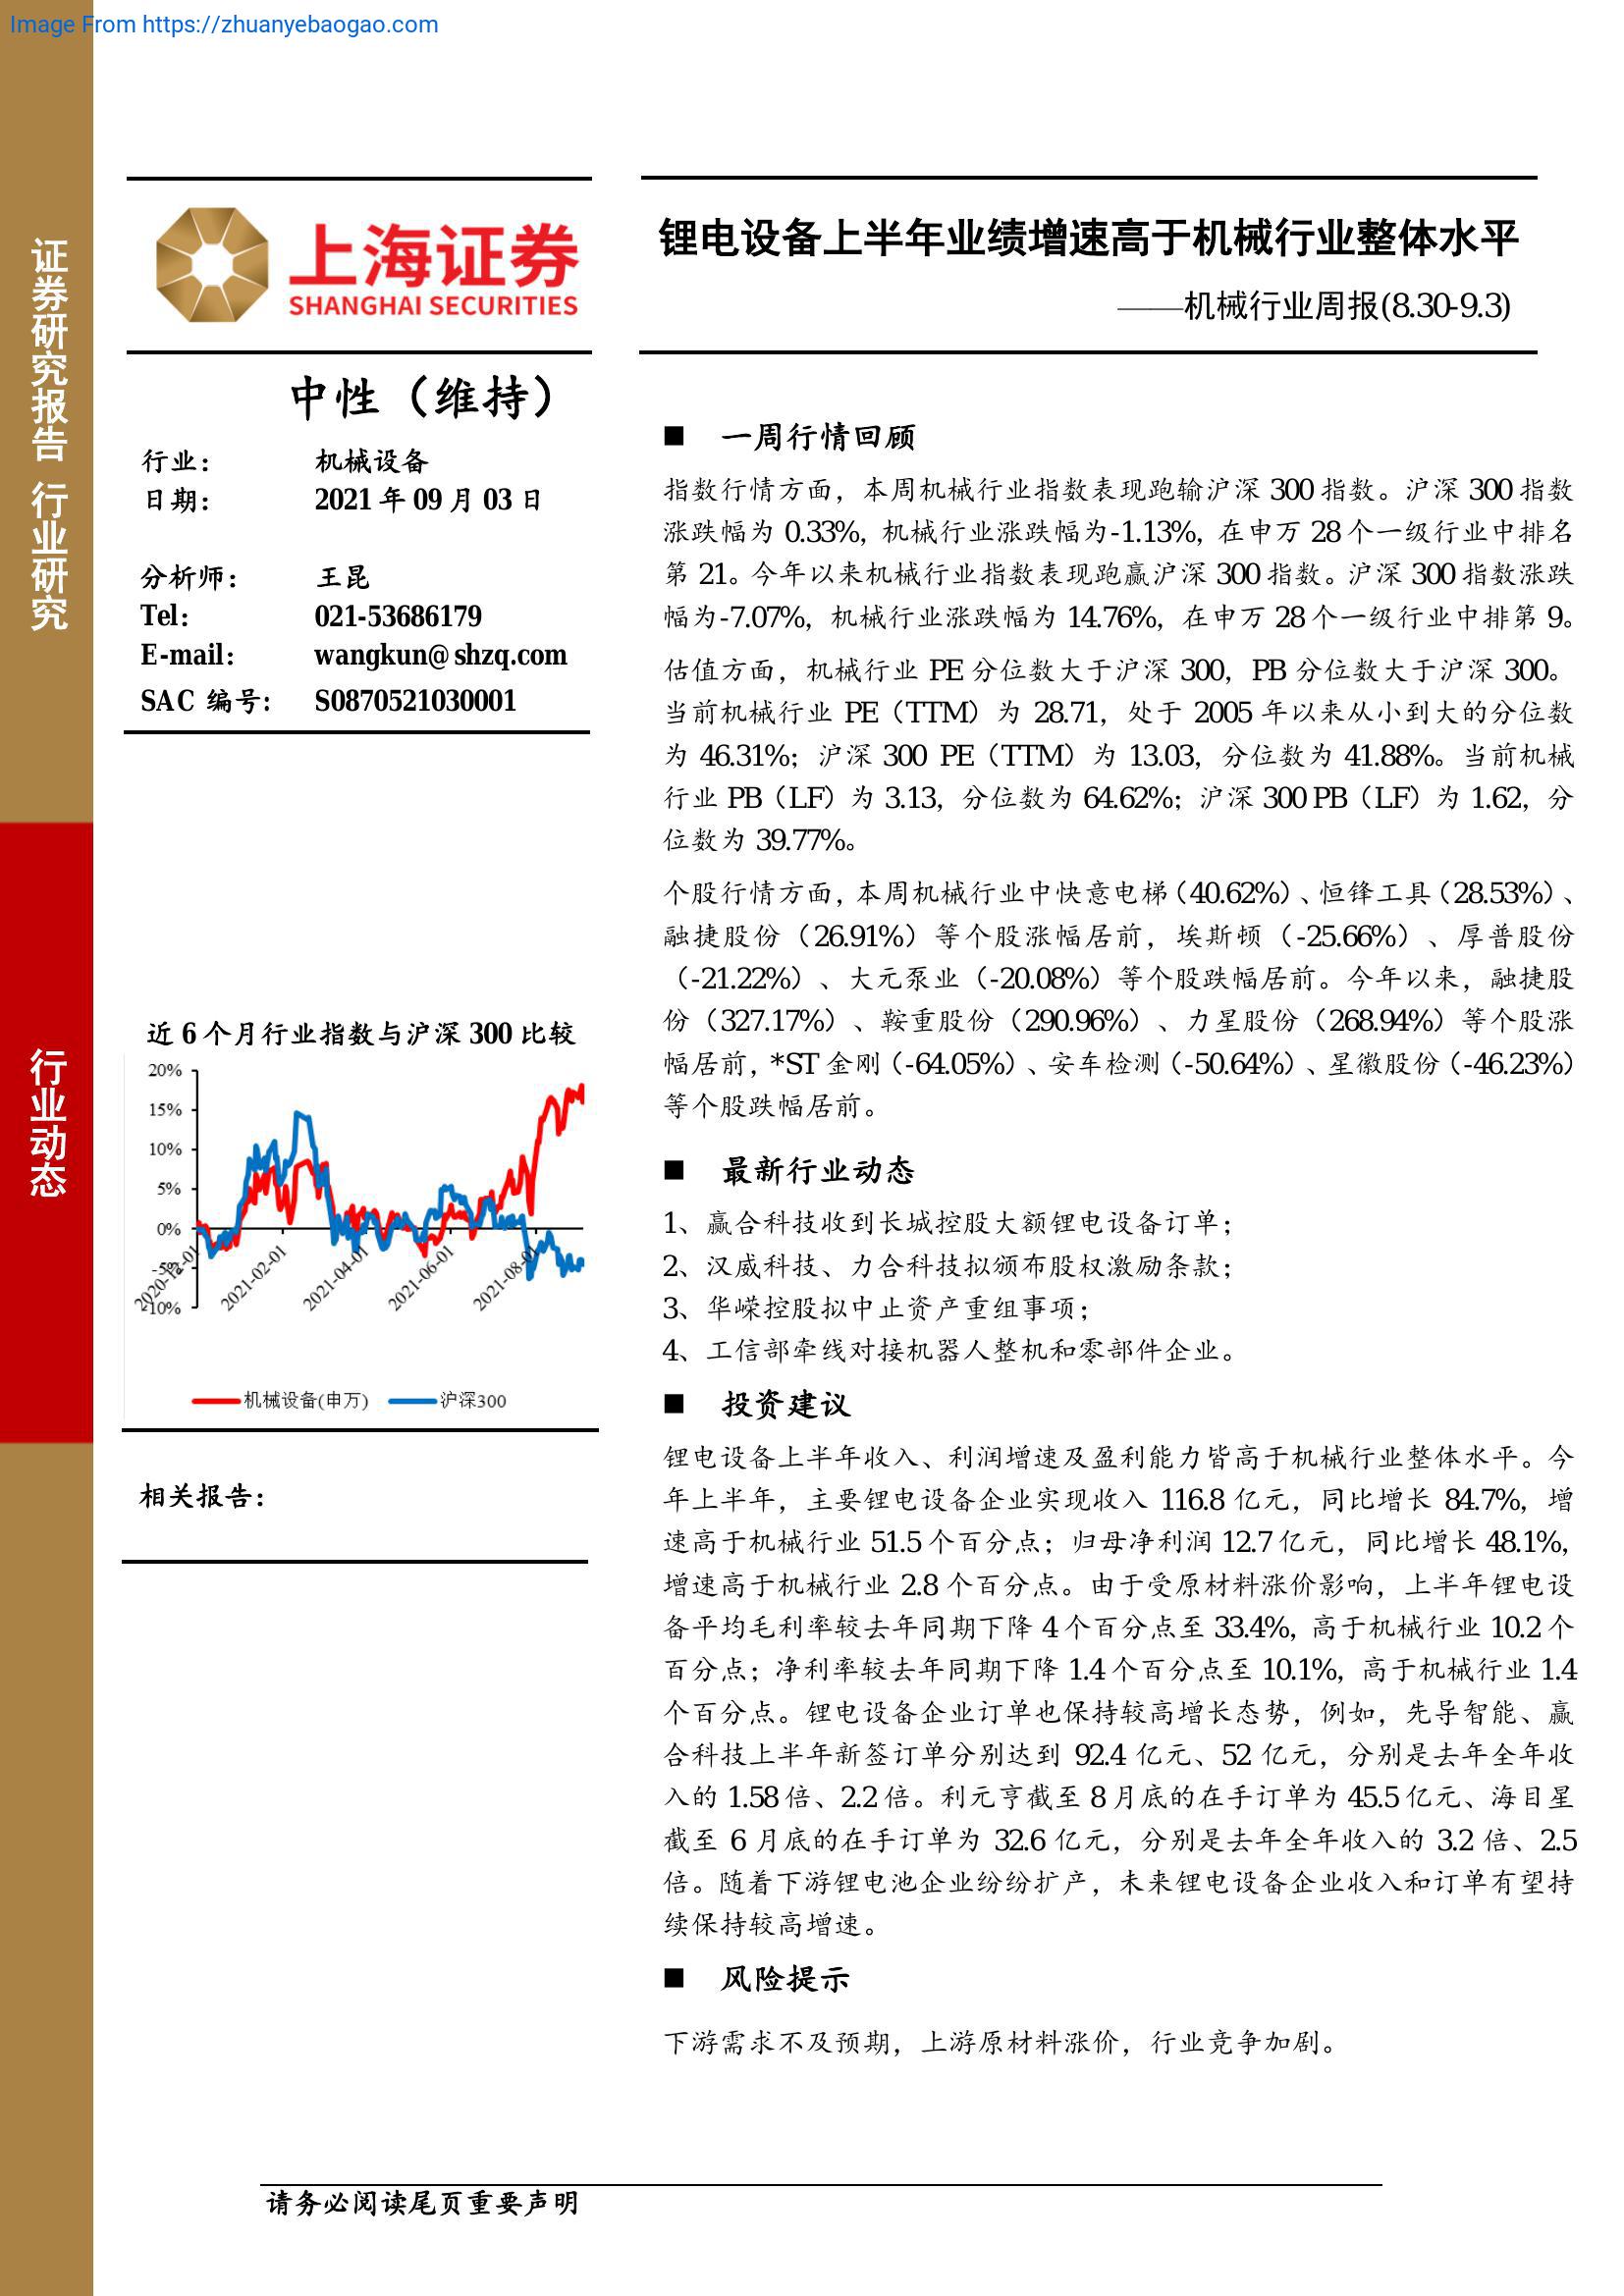 Image From https://zhuanyebaogao.com
证券研究报告 行业研究
行业动态
上海证券
SHANGHAI SECURITIES
锂电设备上半年业绩增速高于机械行业整体水平
——机械行业周报(8.30-9.3)
中性（维持）
行业： 机械设备
日期： 2021 年 09 月 03 日
分析师： 王昆
Tel： 021-53686179
E-mail： wangkun@shzq.com
SAC 编号： S0870521030001
近 6 个月行业指数与沪深 300 比较
20%
15%
10%
5%
0%
-5%
-10%
2020-12-01
2021-02-01
2021-04-01
2021-06-01
2021-08-01
机械设备(申万) 沪深300
相关报告：
■ 一周行情回顾
指数行情方面，本周机械行业指数表现跑输沪深 300 指数。沪深 300 指数
涨跌幅为 0.33%，机械行业涨跌幅为-1.13%，在申万 28 个一级行业中排名
第 21。今年以来机械行业指数表现跑赢沪深 300 指数。沪深 300 指数涨跌
幅为-7.07%，机械行业涨跌幅为 14.76%，在申万 28 个一级行业中排第 9。
估值方面，机械行业 PE 分位数大于沪深 300，PB 分位数大于沪深 300。
当前机械行业 PE（TTM）为 28.71，处于 2005 年以来从小到大的分位数
为 46.31%；沪深 300 PE（TTM）为 13.03，分位数为 41.88%。当前机械
行业 PB（LF）为 3.13，分位数为 64.62%；沪深 300 PB（LF）为 1.62，分
位数为 39.77%。
个股行情方面，本周机械行业中快意电梯（40.62%）、恒锋工具（28.53%）、
融捷股份（26.91%）等个股涨幅居前，埃斯顿（-25.66%）、厚普股份
（-21.22%）、大元泵业（-20.08%）等个股跌幅居前。今年以来，融捷股
份（327.17%）、鞍重股份（290.96%）、力星股份（268.94%）等个股涨
幅居前，*ST 金刚（-64.05%）、安车检测（-50.64%）、星徽股份（-46.23%）
等个股跌幅居前。
■ 最新行业动态
1、赢合科技收到长城控股大额锂电设备订单；
2、汉威科技、力合科技拟颁布股权激励条款；
3、华嵘控股拟中止资产重组事项；
4、工信部牵线对接机器人整机和零部件企业。
■ 投资建议
锂电设备上半年收入、利润增速及盈利能力皆高于机械行业整体水平。今
年上半年，主要锂电设备企业实现收入 116.8 亿元，同比增长 84.7%，增
速高于机械行业 51.5 个百分点；归母净利润 12.7 亿元，同比增长 48.1%，
增速高于机械行业 2.8 个百分点。由于受原材料涨价影响，上半年锂电设
备平均毛利率较去年同期下降 4 个百分点至 33.4%，高于机械行业 10.2 个
百分点；净利率较去年同期下降 1.4 个百分点至 10.1%，高于机械行业 1.4
个百分点。锂电设备企业订单也保持较高增长态势，例如，先导智能、赢
合科技上半年新签订单分别达到 92.4 亿元、52 亿元，分别是去年全年收
入的 1.58 倍、2.2 倍。利元亨截至 8 月底的在手订单为 45.5 亿元、海目星
截至 6 月底的在手订单为 32.6 亿元，分别是去年全年收入的 3.2 倍、2.5
倍。随着下游锂电池企业纷纷扩产，未来锂电设备企业收入和订单有望持
续保持较高增速。
■ 风险提示
下游需求不及预期，上游原材料涨价，行业竞争加剧。
请务必阅读尾页重要声明